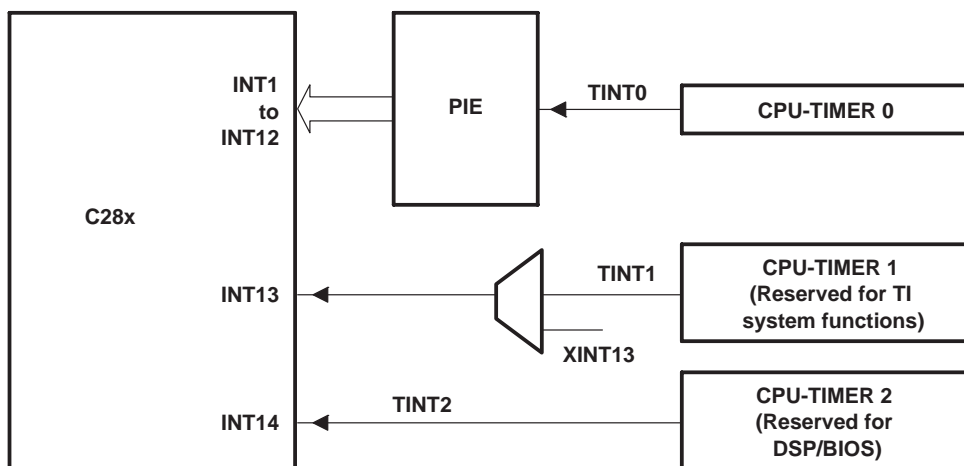 INT1
to
INT12
PIE
TINT0
CPU-TIMER 0
C28x
INT13
TINT1
XINT13
CPU-TIMER 1
(Reserved for TI
system functions)
INT14
TINT2
CPU-TIMER 2
(Reserved for
DSP/BIOS)